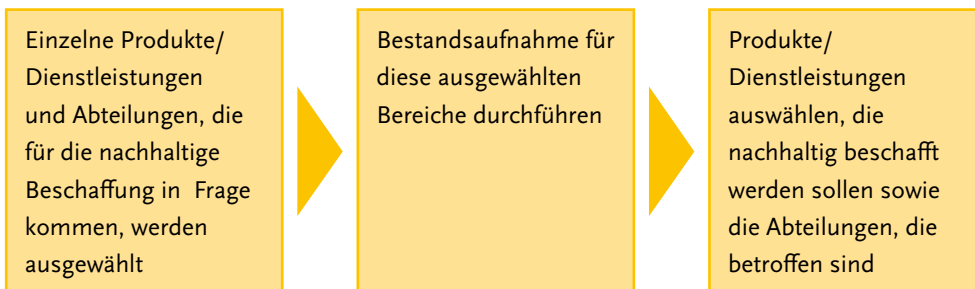 Einzelne Produkte/
Dienstleistungen
und Abteilungen, die
für die nachhaltige
Beschaffung in Frage
kommen, werden
ausgewählt
Bestandsaufnahme für
diese ausgewählten
Bereiche durchführen
Produkte/
Dienstleistungen
auswählen, die
nachhaltig beschafft
werden sollen sowie
die Abteilungen, die
betroffen sind